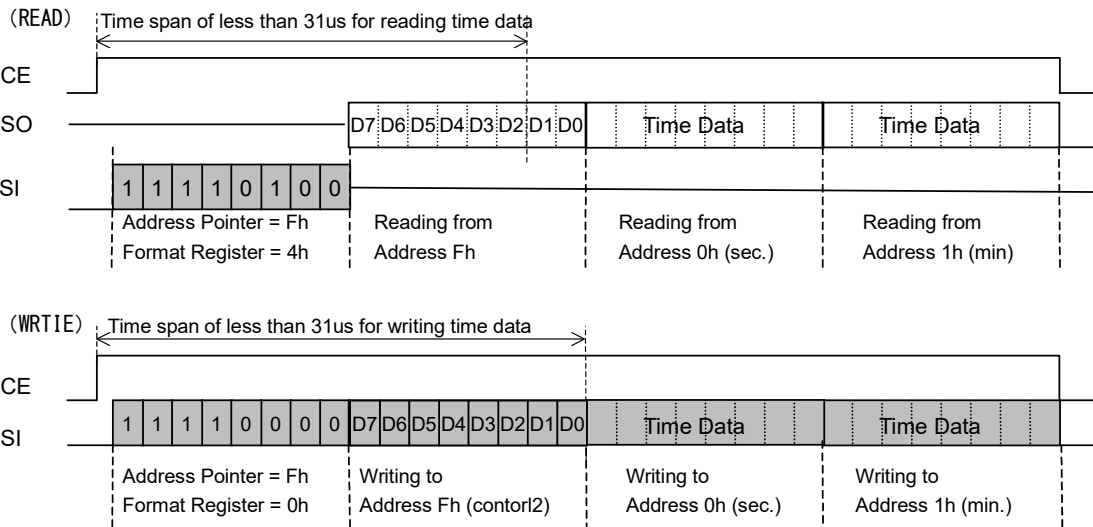 (READ)
Time span of less than 31us for reading time data
CE
SO
D7 D6 D5 D4 D3 D2 D1 D0 Time Data Time Data
SI
1 1 1 1 0 1 0 0
Address Pointer = Fh
Format Register = 4h
Reading from
Address Fh
Reading from
Address 0h (sec.)
Reading from
Address 1h (min)
(WRTIE)
Time span of less than 31us for writing time data
CE
SI
1 1 1 1 0 0 0 0 D7 D6 D5 D4 D3 D2 D1 D0 Time Data Time Data
Address Pointer = Fh
Format Register = 0h
Writing to
Address Fh (contorl2)
Writing to
Address 0h (sec.)
Writing to
Address 1h (min.)